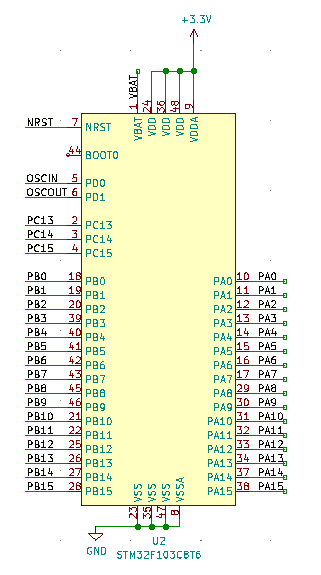 +3.3V
VBAT
1 24 36 48 9
VBAT VDD VDD VDD VDDA
NRST 7 NRST
44 BOOT0
OSCIN 5 PD0
OSCOUT 6 PD1
PC13 2 PC13
PC14 3 PC14
PC15 4 PC15
PB0 18 PB0 PA0 10 PA0
PB1 19 PB1 PA1 11 PA1
PB2 20 PB2 PA2 12 PA2
PB3 39 PB3 PA3 13 PA3
PB4 40 PB4 PA4 14 PA4
PB5 41 PB5 PA5 15 PA5
PB6 42 PB6 PA6 16 PA6
PB7 43 PB7 PA7 17 PA7
PB8 45 PB8 PA8 29 PA8
PB9 46 PB9 PA9 30 PA9
PB10 21 PB10 PA10 31 PA10
PB11 22 PB11 PA11 32 PA11
PB12 25 PB12 PA12 33 PA12
PB13 26 PB13 PA13 34 PA13
PB14 27 PB14 PA14 37 PA14
PB15 28 PB15 PA15 38 PA15
VSS VSS VSS VSSA
23 35 47 8
U2
GND
STM32F103CBT6